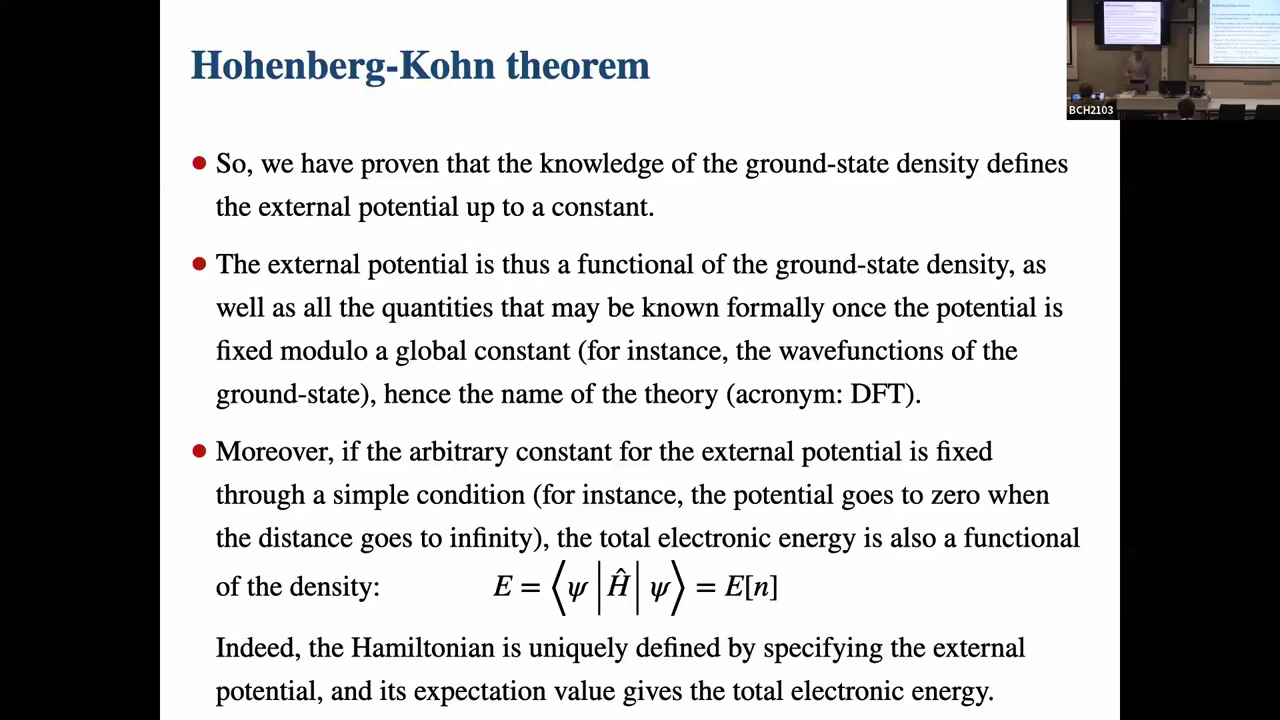 Hohenberg-Kohn theorem
BCH2103
So, we have proven that the knowledge of the ground-state density defines
the external potential up to a constant.
The external potential is thus a functional of the ground-state density, as
well as all the quantities that may be known formally once the potential is
fixed modulo a global constant (for instance, the wavefunctions of the
ground-state), hence the name of the theory (acronym: DFT).
Moreover, if the arbitrary constant for the external potential is fixed
through a simple condition (for instance, the potential goes to zero when
the distance goes to infinity), the total electronic energy is also a functional
of the density: E = ⟨ψ|Ĥ|ψ⟩ = E[n]
Indeed, the Hamiltonian is uniquely defined by specifying the external
potential, and its expectation value gives the total electronic energy.